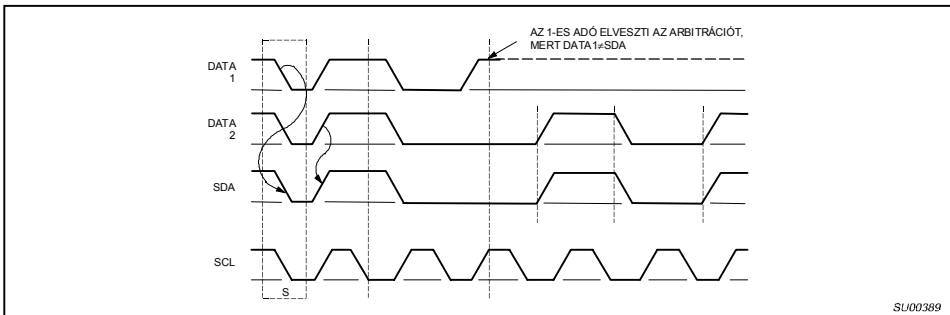 AZ 1-ES ADÓ ELVESZTI AZ ARBITRÁCIÓT,
MERT DATA1≠SDA
DATA
1
DATA
2
SDA
SCL
S
SU00389